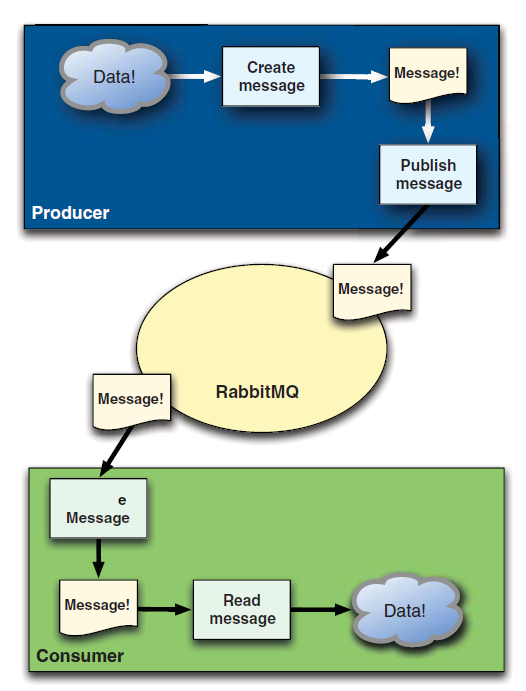 Data!
Create
message
Message!
Publish
message
Producer
Message!
RabbitMQ
Message!
e
Message
Message!
Read
message
Data!
Consumer